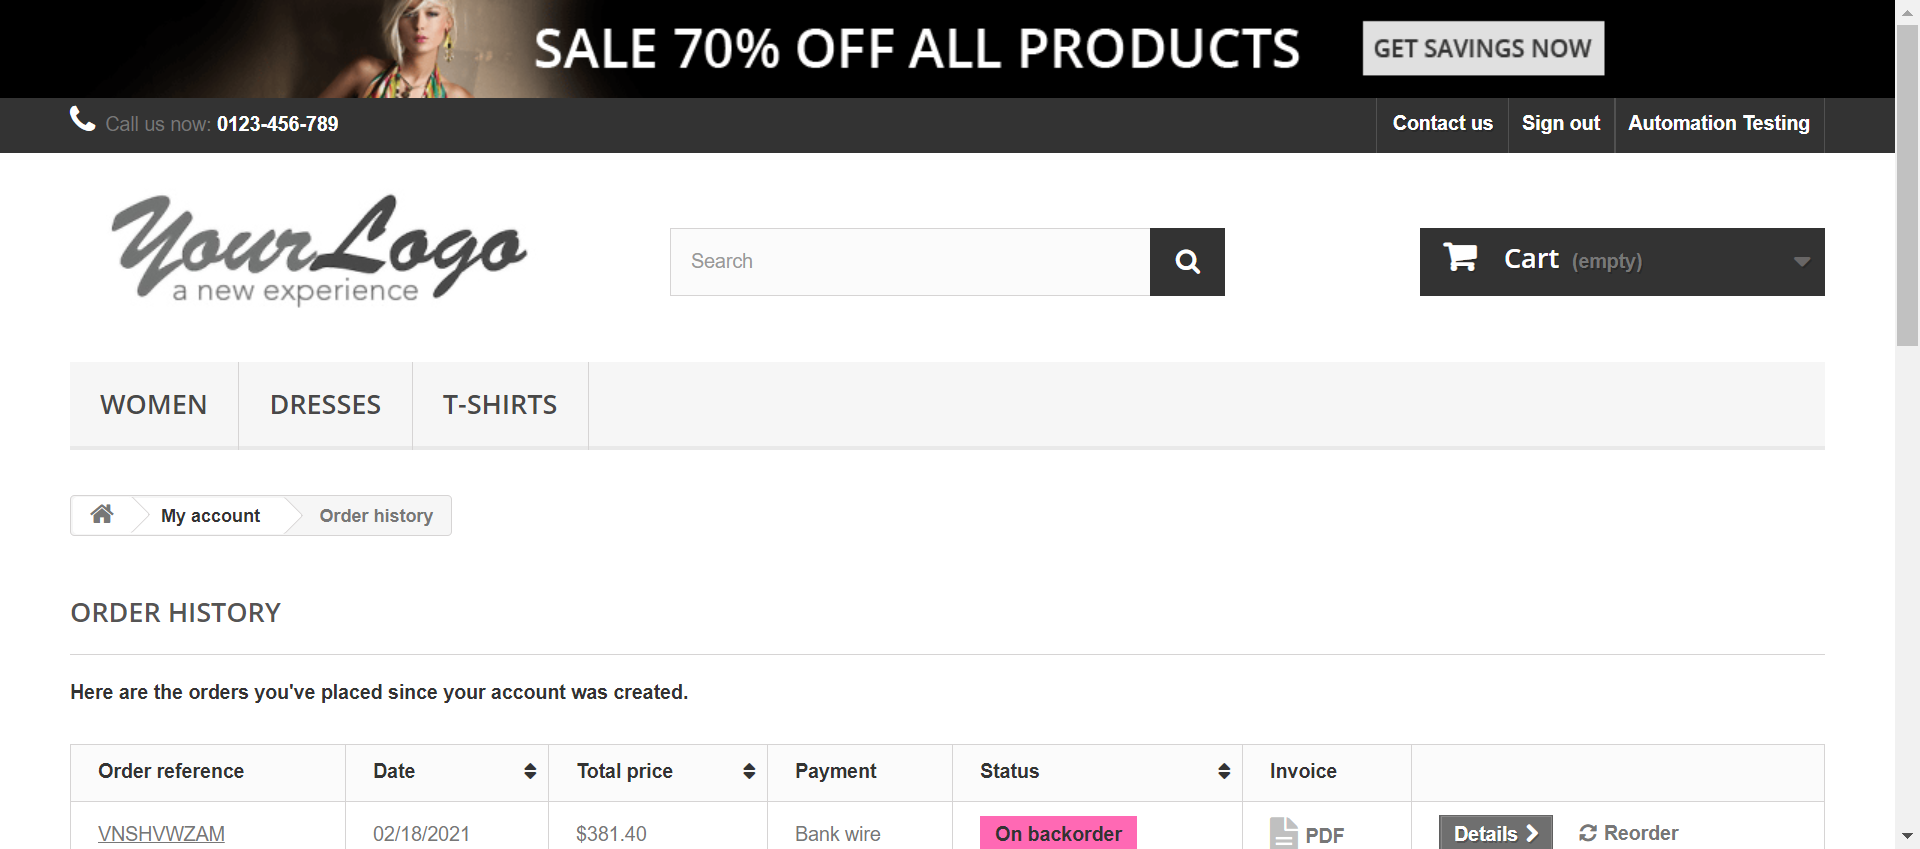 SALE 70% OFF ALL PRODUCTS GET SAVINGS NOW
Call us now: 0123-456-789 Contact us Sign out Automation Testing
YourLogo
a new experience
Search
Cart (empty)
WOMEN DRESSES T-SHIRTS
My account Order history
ORDER HISTORY
Here are the orders you've placed since your account was created.
Order reference Date Total price Payment Status Invoice
VNSHVWZAM 02/18/2021 $381.40 Bank wire On backorder PDF Details Reorder